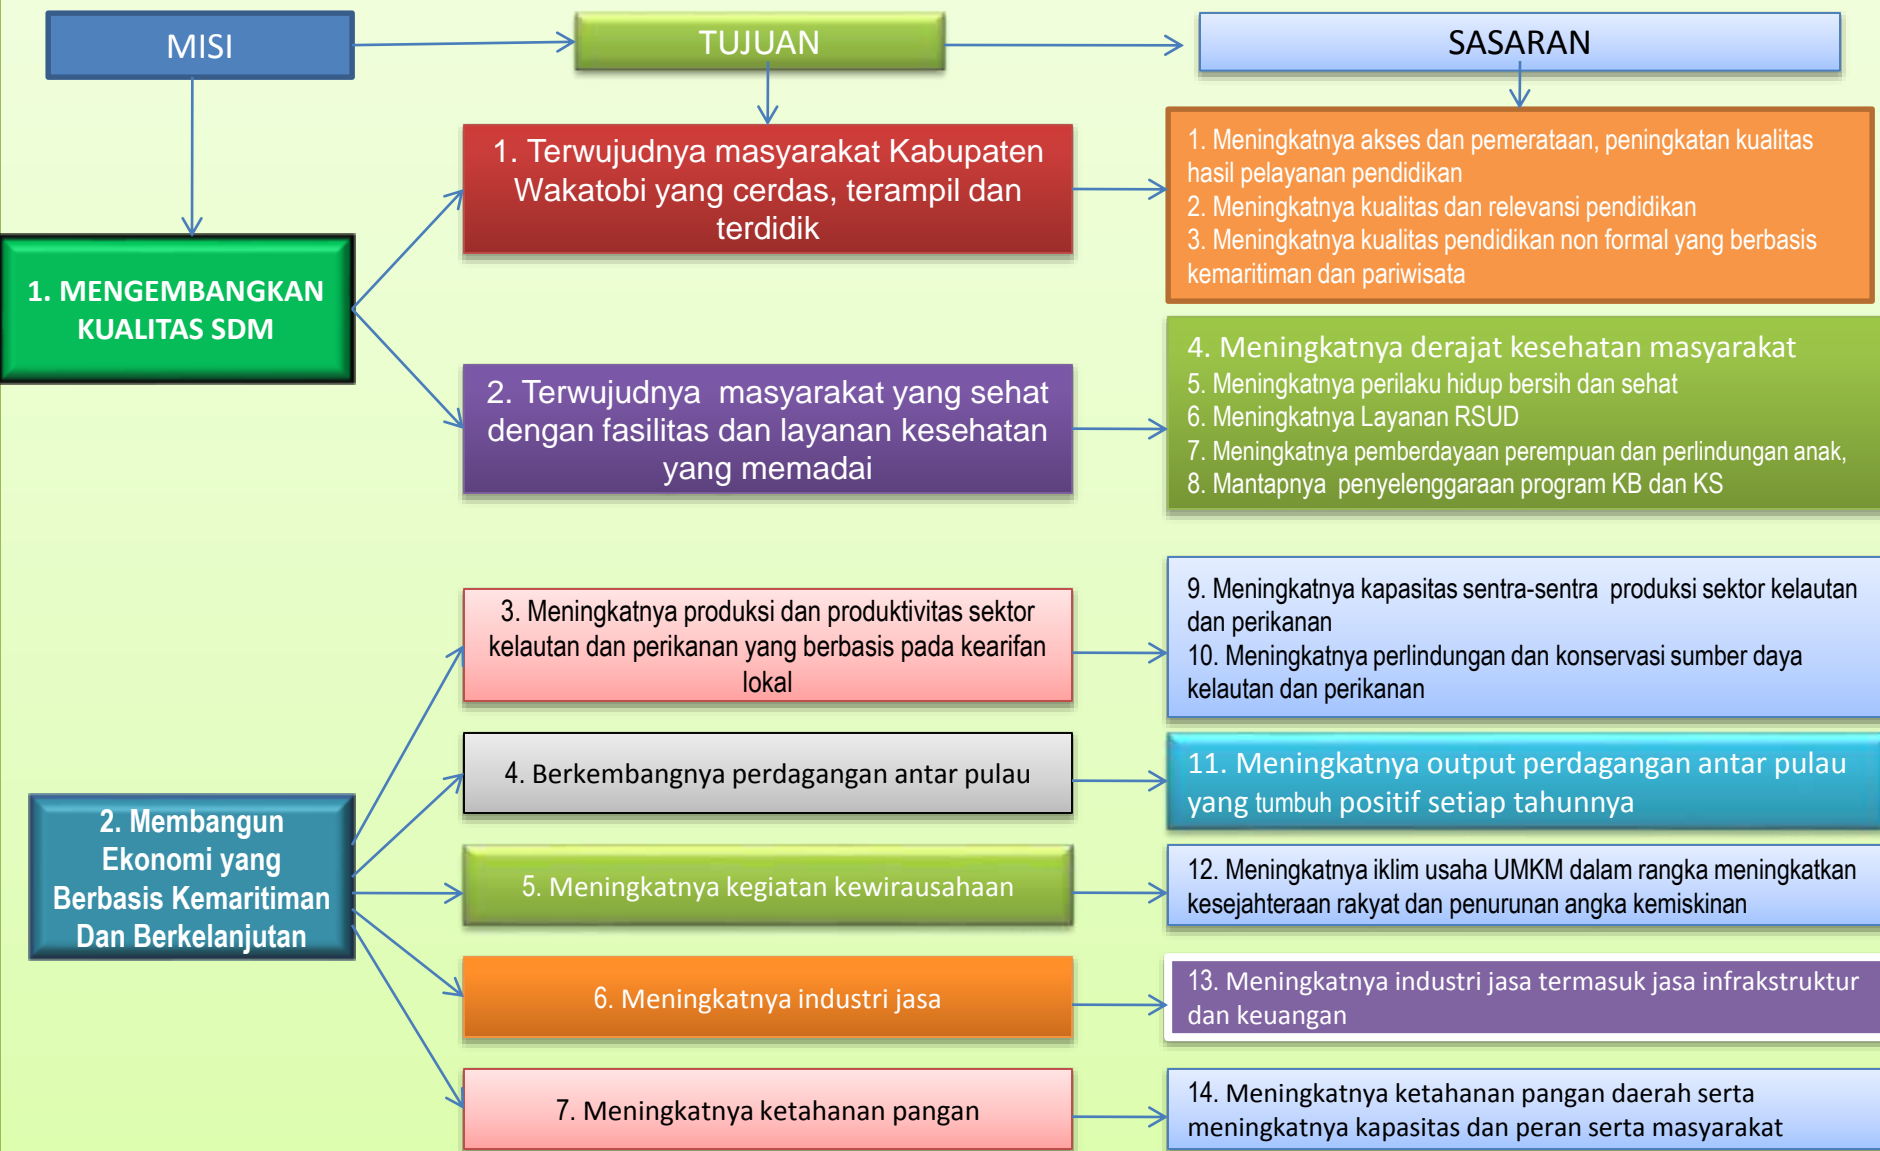 MISI
TUJUAN
SASARAN
1. MENGEMBANGKAN
KUALITAS SDM
1. Terwujudnya masyarakat Kabupaten
Wakatobi yang cerdas, terampil dan
terdidik
1. Meningkatnya akses dan pemerataan, peningkatan kualitas
hasil pelayanan pendidikan
2. Meningkatnya kualitas dan relevansi pendidikan
3. Meningkatnya kualitas pendidikan non formal yang berbasis
kemaritiman dan pariwisata
2. Terwujudnya  masyarakat yang sehat
dengan fasilitas dan layanan kesehatan
yang memadai
4. Meningkatnya derajat kesehatan masyarakat
5. Meningkatnya perilaku hidup bersih dan sehat
6. Meningkatnya Layanan RSUD
7. Meningkatnya pemberdayaan perempuan dan perlindungan anak,
8. Mantapnya  penyelenggaraan program KB dan KS
2. Membangun
Ekonomi yang
Berbasis Kemaritiman
Dan Berkelanjutan
3. Meningkatnya produksi dan produktivitas sektor
kelautan dan perikanan yang berbasis pada kearifan
lokal
9. Meningkatnya kapasitas sentra-sentra  produksi sektor kelautan
dan perikanan
10. Meningkatnya perlindungan dan konservasi sumber daya
kelautan dan perikanan
4. Berkembangnya perdagangan antar pulau
11. Meningkatnya output perdagangan antar pulau
yang tumbuh positif setiap tahunnya
5. Meningkatnya kegiatan kewirausahaan
12. Meningkatnya iklim usaha UMKM dalam rangka meningkatkan
kesejahteraan rakyat dan penurunan angka kemiskinan
6. Meningkatnya industri jasa
13. Meningkatnya industri jasa termasuk jasa infrakstruktur
dan keuangan
7. Meningkatnya ketahanan pangan
14. Meningkatnya ketahanan pangan daerah serta
meningkatnya kapasitas dan peran serta masyarakat